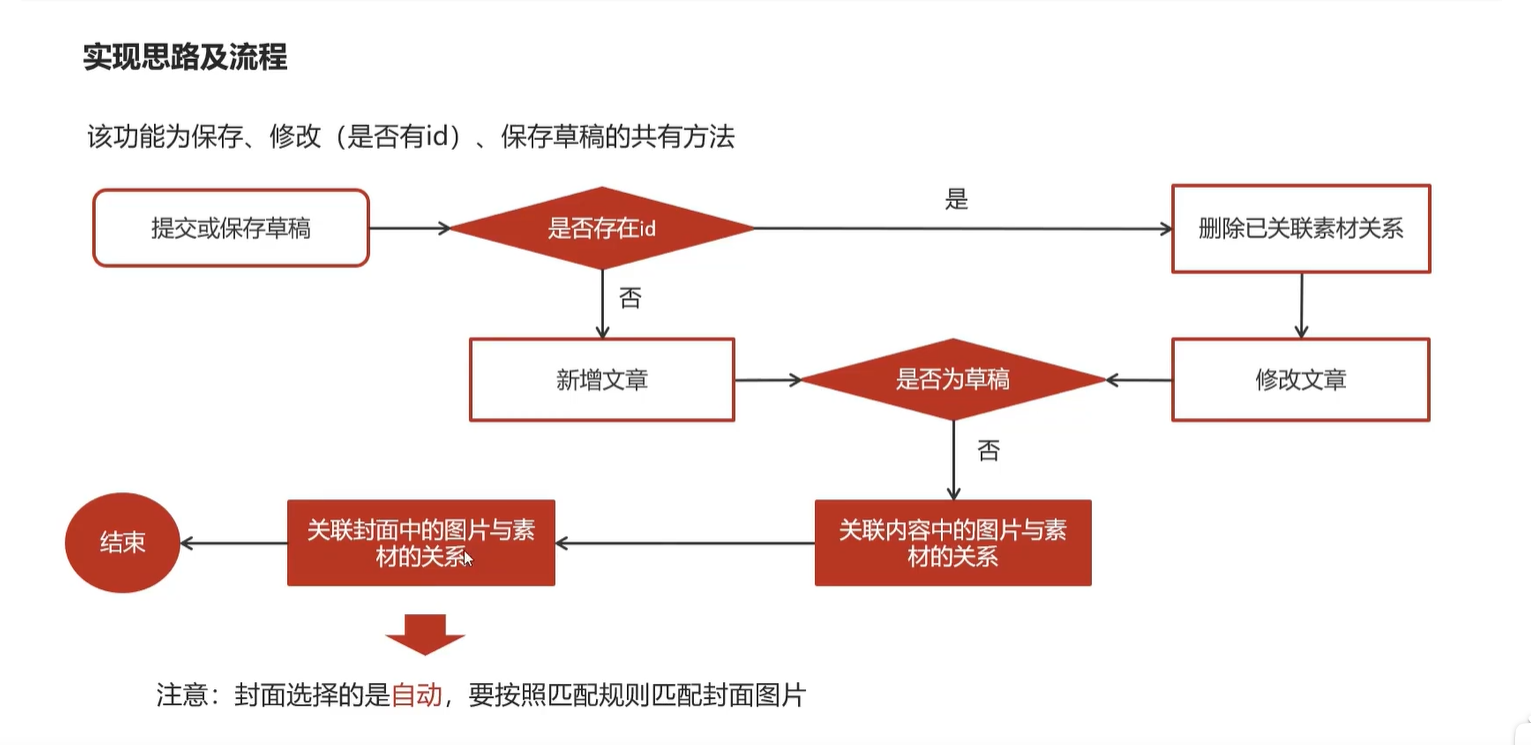 实现思路及流程
该功能为保存、修改（是否有id）、保存草稿的共有方法
提交或保存草稿
是否存在id
是
删除已关联素材关系
否
新增文章
是否为草稿
修改文章
否
结束
关联封面中的图片与素
材的关系
关联内容中的图片与素
材的关系
注意：封面选择的是自动，要按照匹配规则匹配封面图片